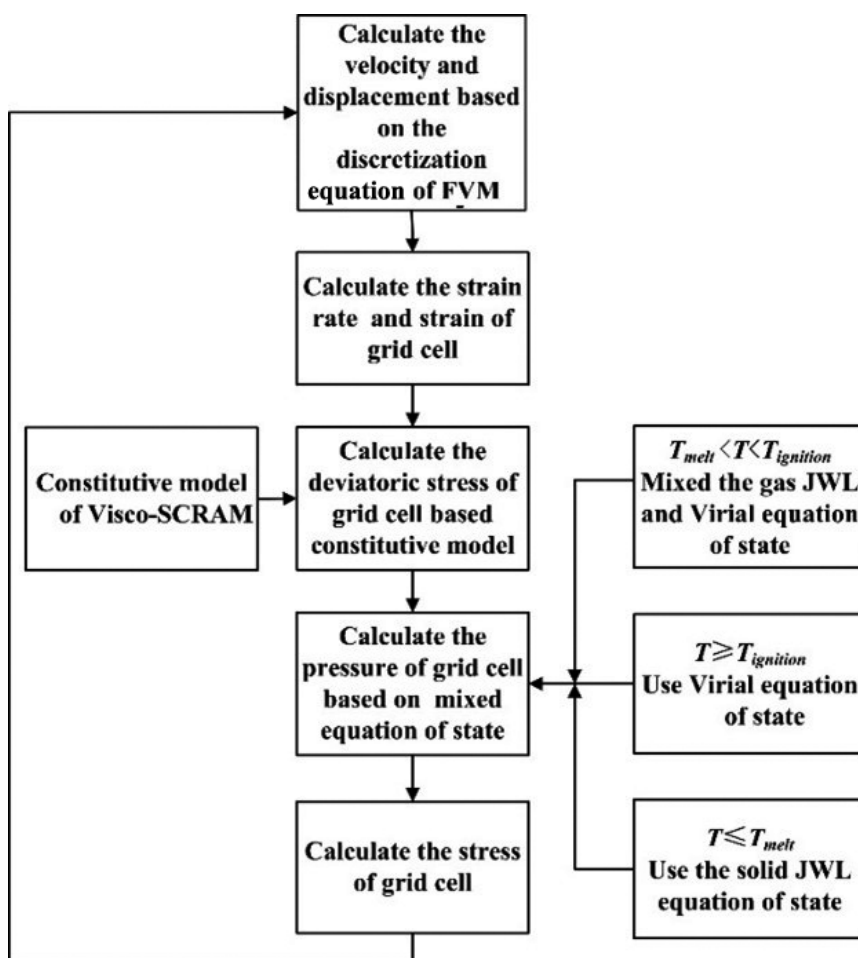 Calculate the
velocity and
displacement based
on the
discretization
equation of FVM
Calculate the strain
rate and strain of
grid cell
Constitutive model
of Visco-SCRAM
Calculate the
deviatoric stress of
grid cell based
constitutive model
T_melt<T<T_ignition
Mixed the gas JWL
and Virial equation
of state
Calculate the
pressure of grid cell
based on mixed
equation of state
T≥T_ignition
Use Virial equation
of state
Calculate the stress
of grid cell
T≤T_melt
Use the solid JWL
equation of state